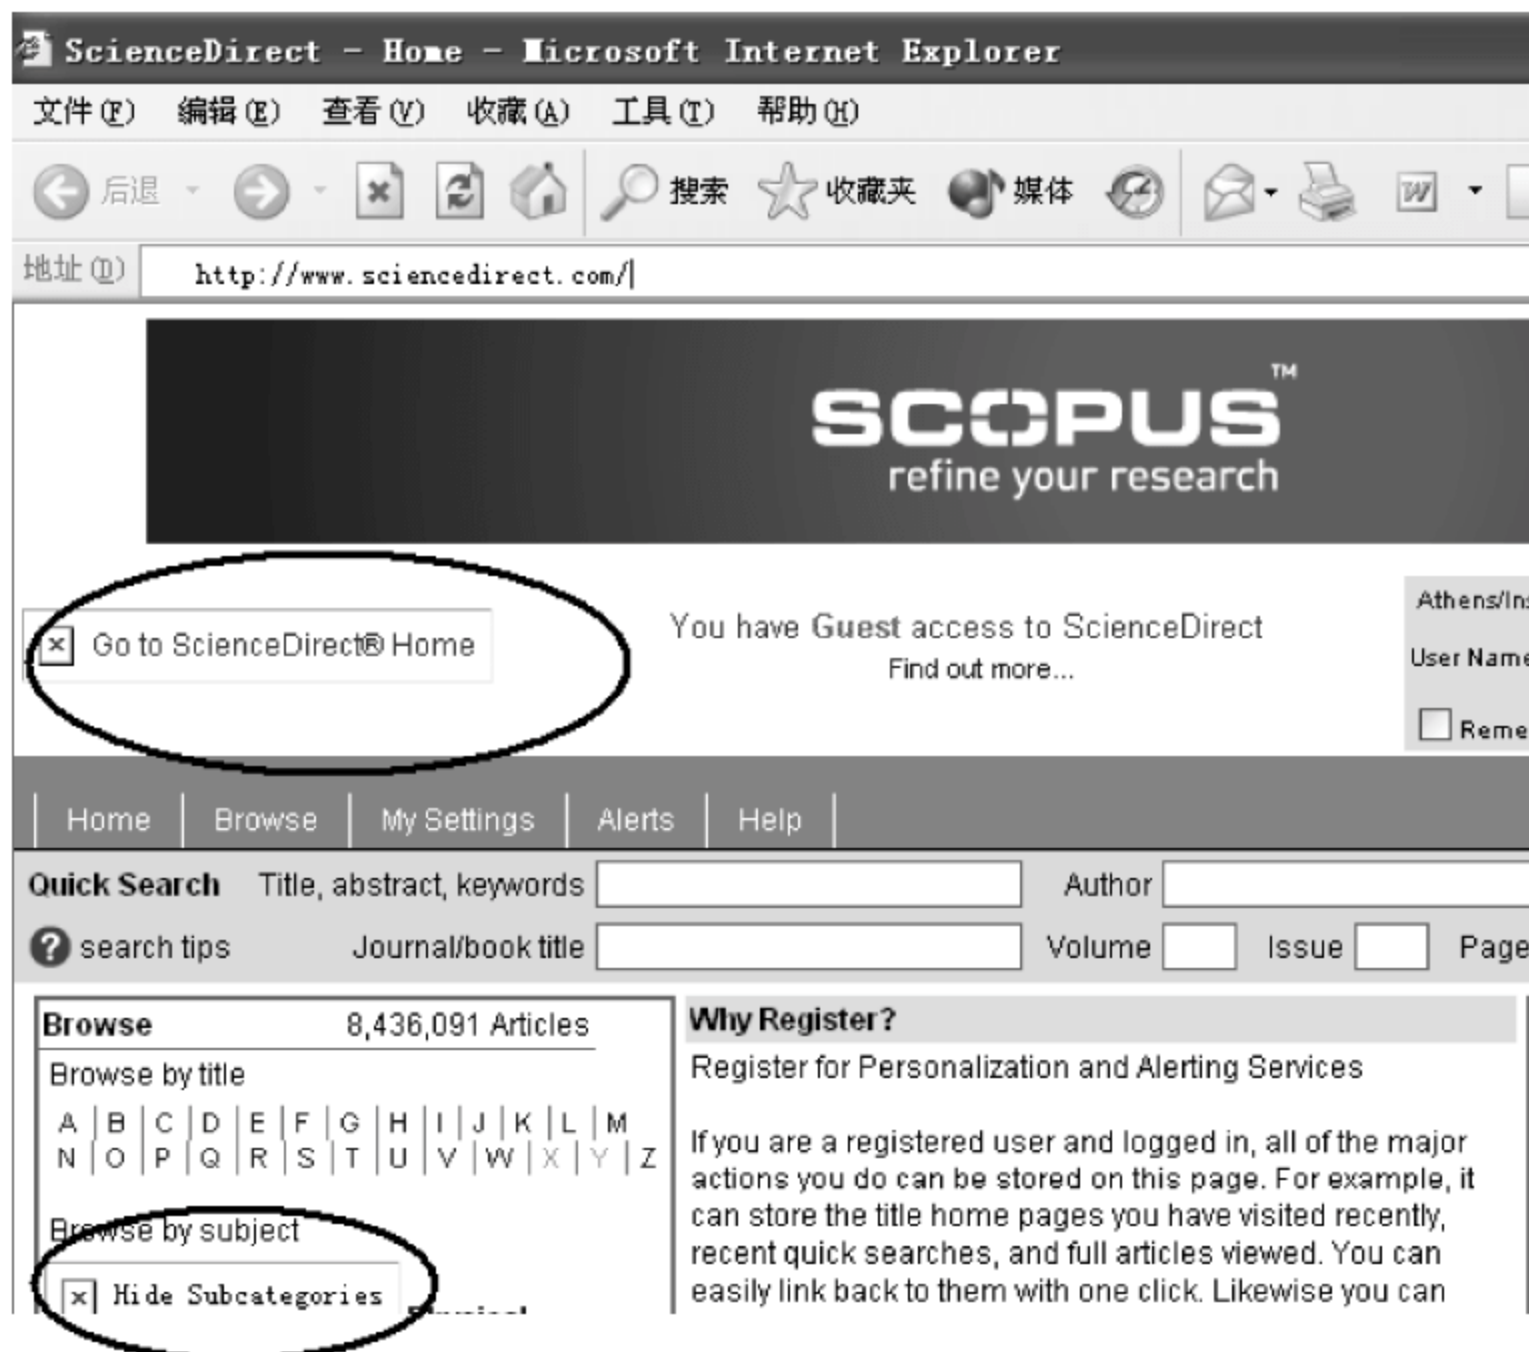 ScienceDirect - Home - Microsoft Internet Explorer
文件(F) 编辑(E) 查看(V) 收藏(A) 工具(T) 帮助(H)
后退 搜索 收藏夹 媒体
地址(D) http://www.sciencedirect.com/
SCOPUS™
refine your research
Go to ScienceDirect® Home
You have Guest access to ScienceDirect
Find out more...
Athens/Ins
User Name
Reme
Home | Browse | My Settings | Alerts | Help
Quick Search Title, abstract, keywords Author
? search tips Journal/book title Volume Issue Page
Browse 8,436,091 Articles
Browse by title
A | B | C | D | E | F | G | H | I | J | K | L | M
N | O | P | Q | R | S | T | U | V | W | X | Y | Z
Browse by subject
Hide Subcategories
Why Register?
Register for Personalization and Alerting Services
If you are a registered user and logged in, all of the major
actions you do can be stored on this page. For example, it
can store the title home pages you have visited recently,
recent quick searches, and full articles viewed. You can
easily link back to them with one click. Likewise you can